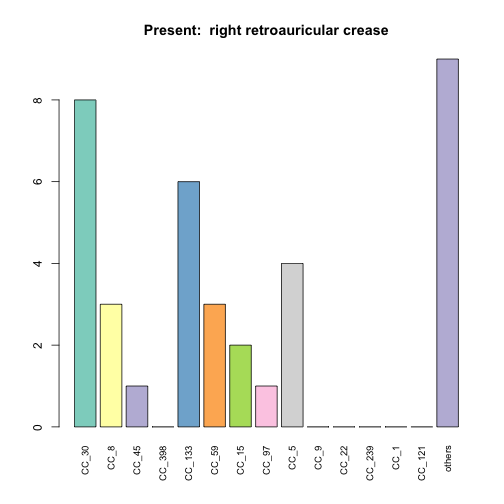 Present:  right retroauricular crease
8
6
4
2
0
CC_30
CC_8
CC_45
CC_398
CC_133
CC_59
CC_15
CC_97
CC_5
CC_9
CC_22
CC_239
CC_1
CC_121
others